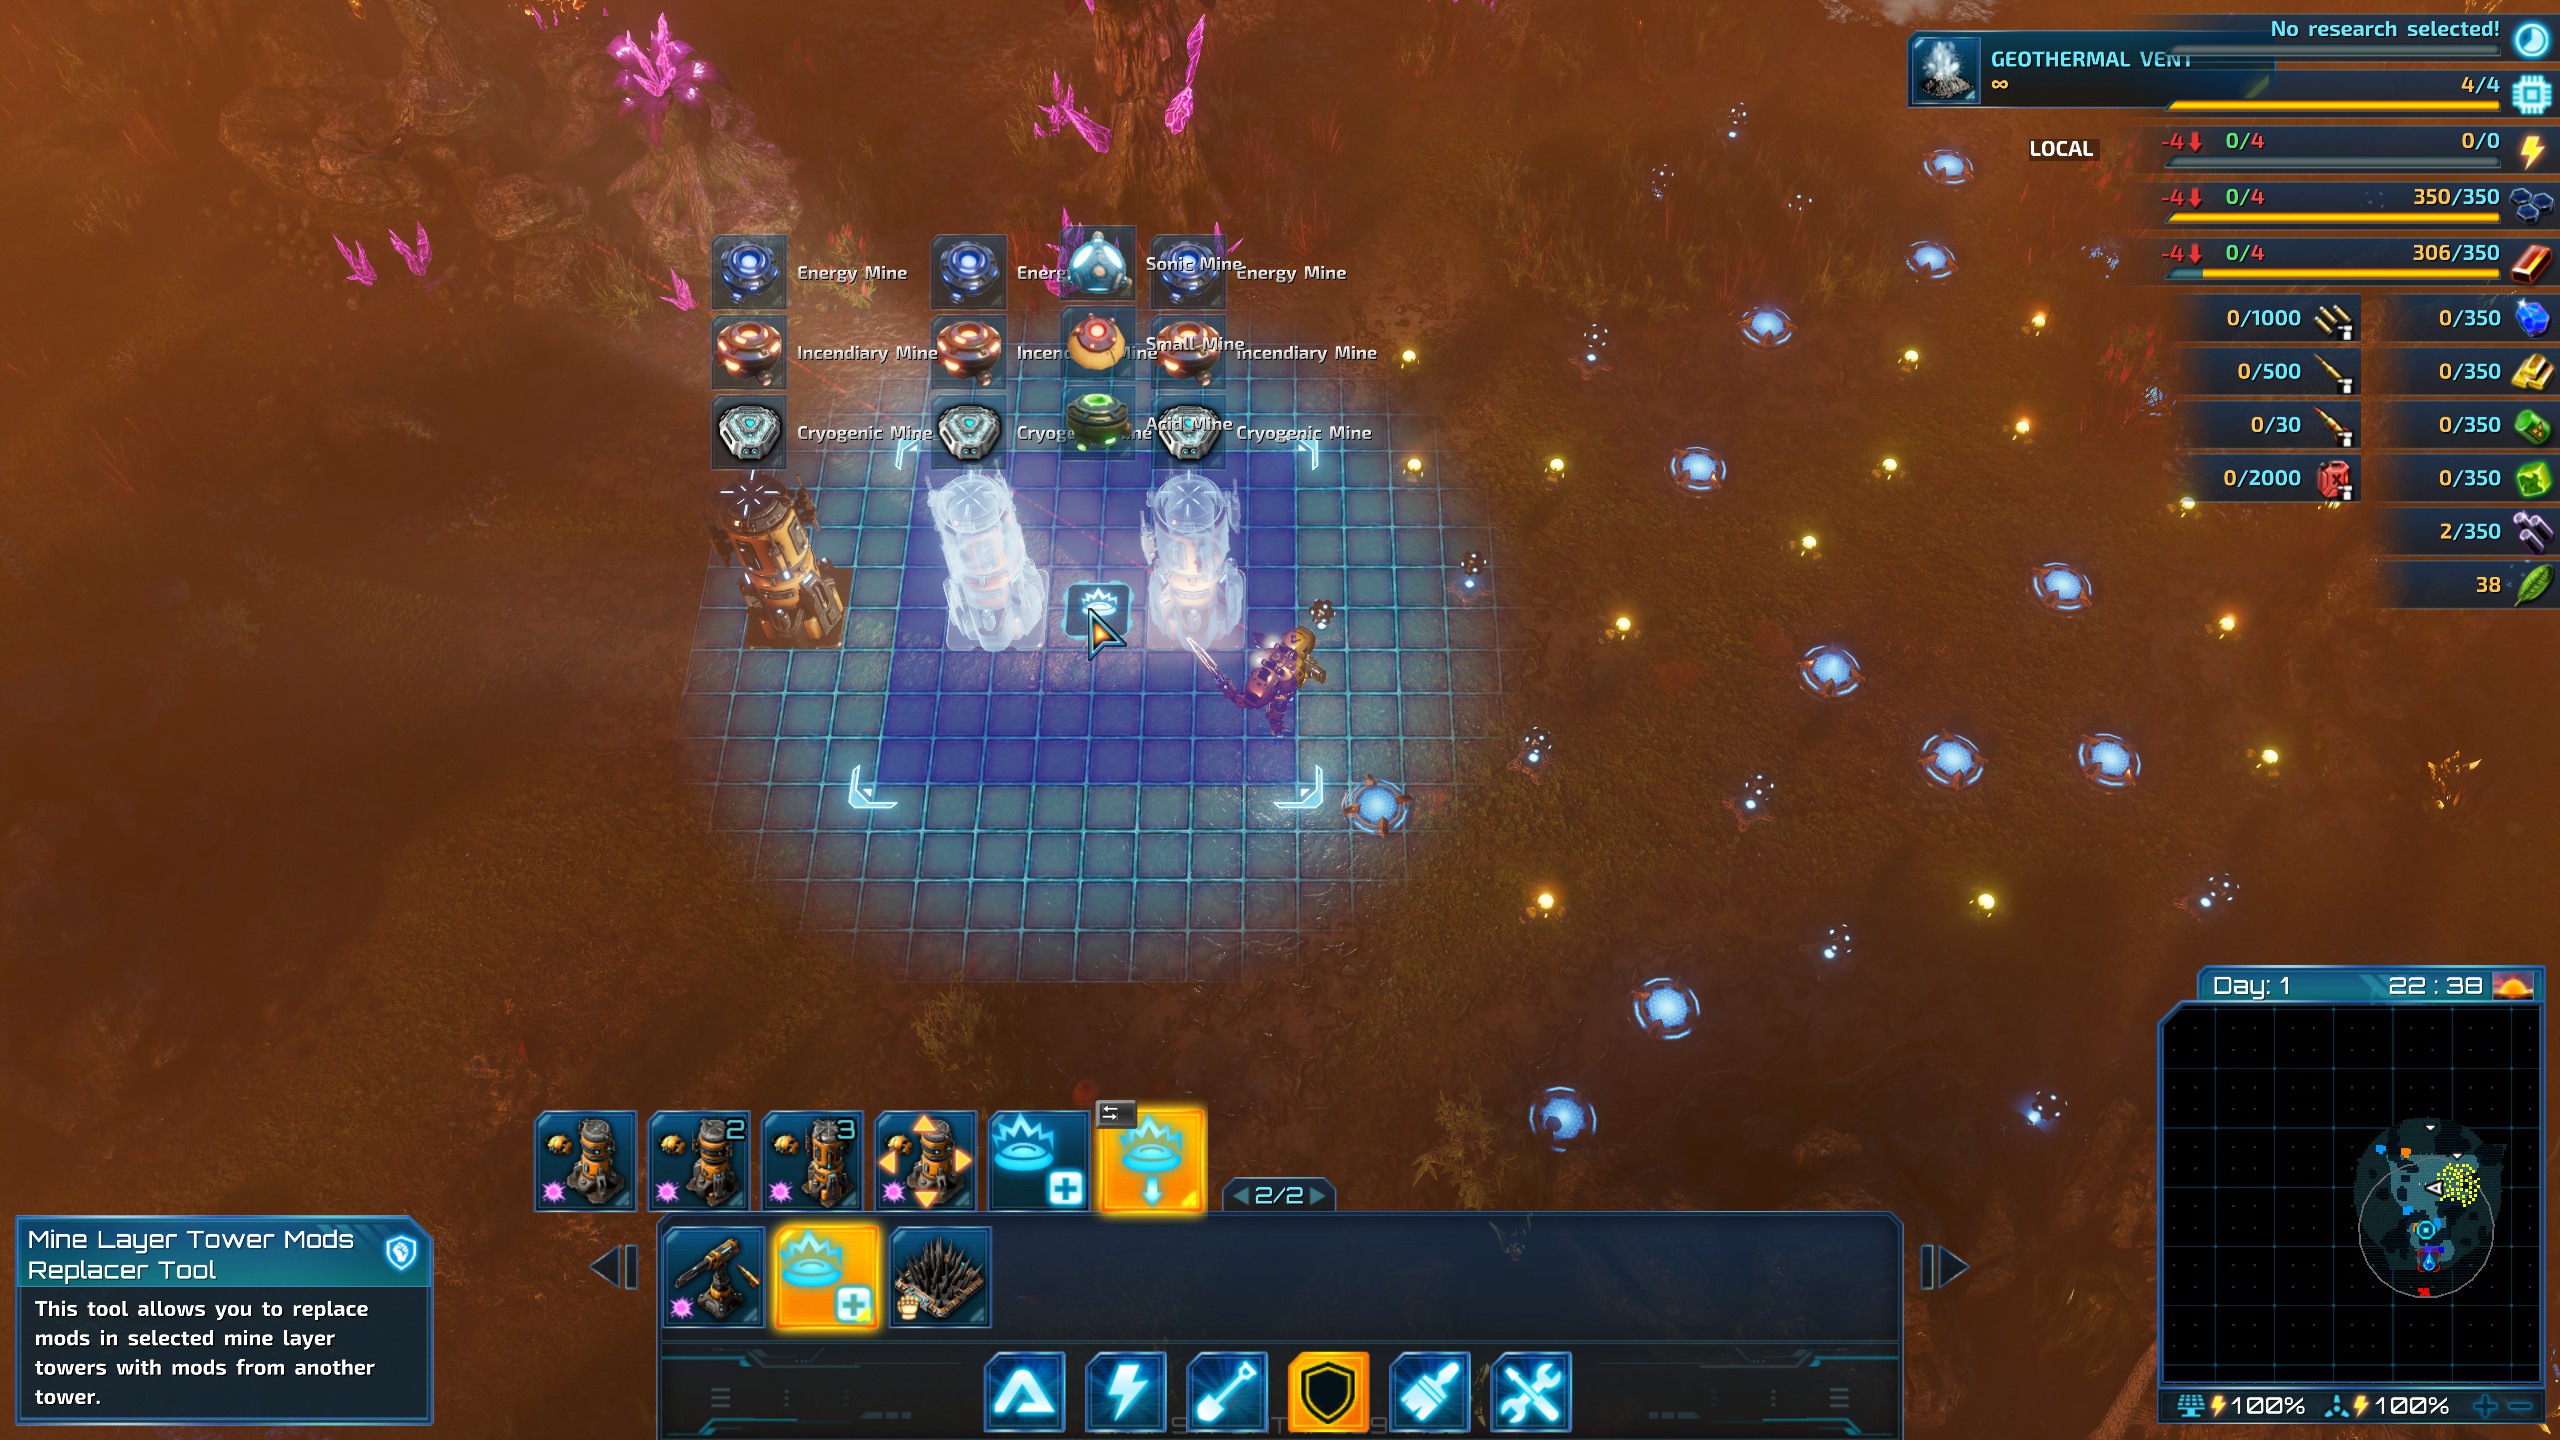 No research selected!
GEOTHERMAL VENT
∞
4/4
LOCAL
-4 0/4 0/0
-4 0/4 350/350
-4 0/4 306/350
0/1000 0/350
0/500 0/350
0/30 0/350
0/2000 0/350
2/350
38
Energy Mine
Sonic Mine
Energy Mine
Incendiary Mine
Small Mine
Incendiary Mine
Cryogenic Mine
Acid Mine
Cryogenic Mine
Day: 1 22:38
2
3
2/2
Mine Layer Tower Mods
Replacer Tool
This tool allows you to replace
mods in selected mine layer
towers with mods from another
tower.
100% 100%